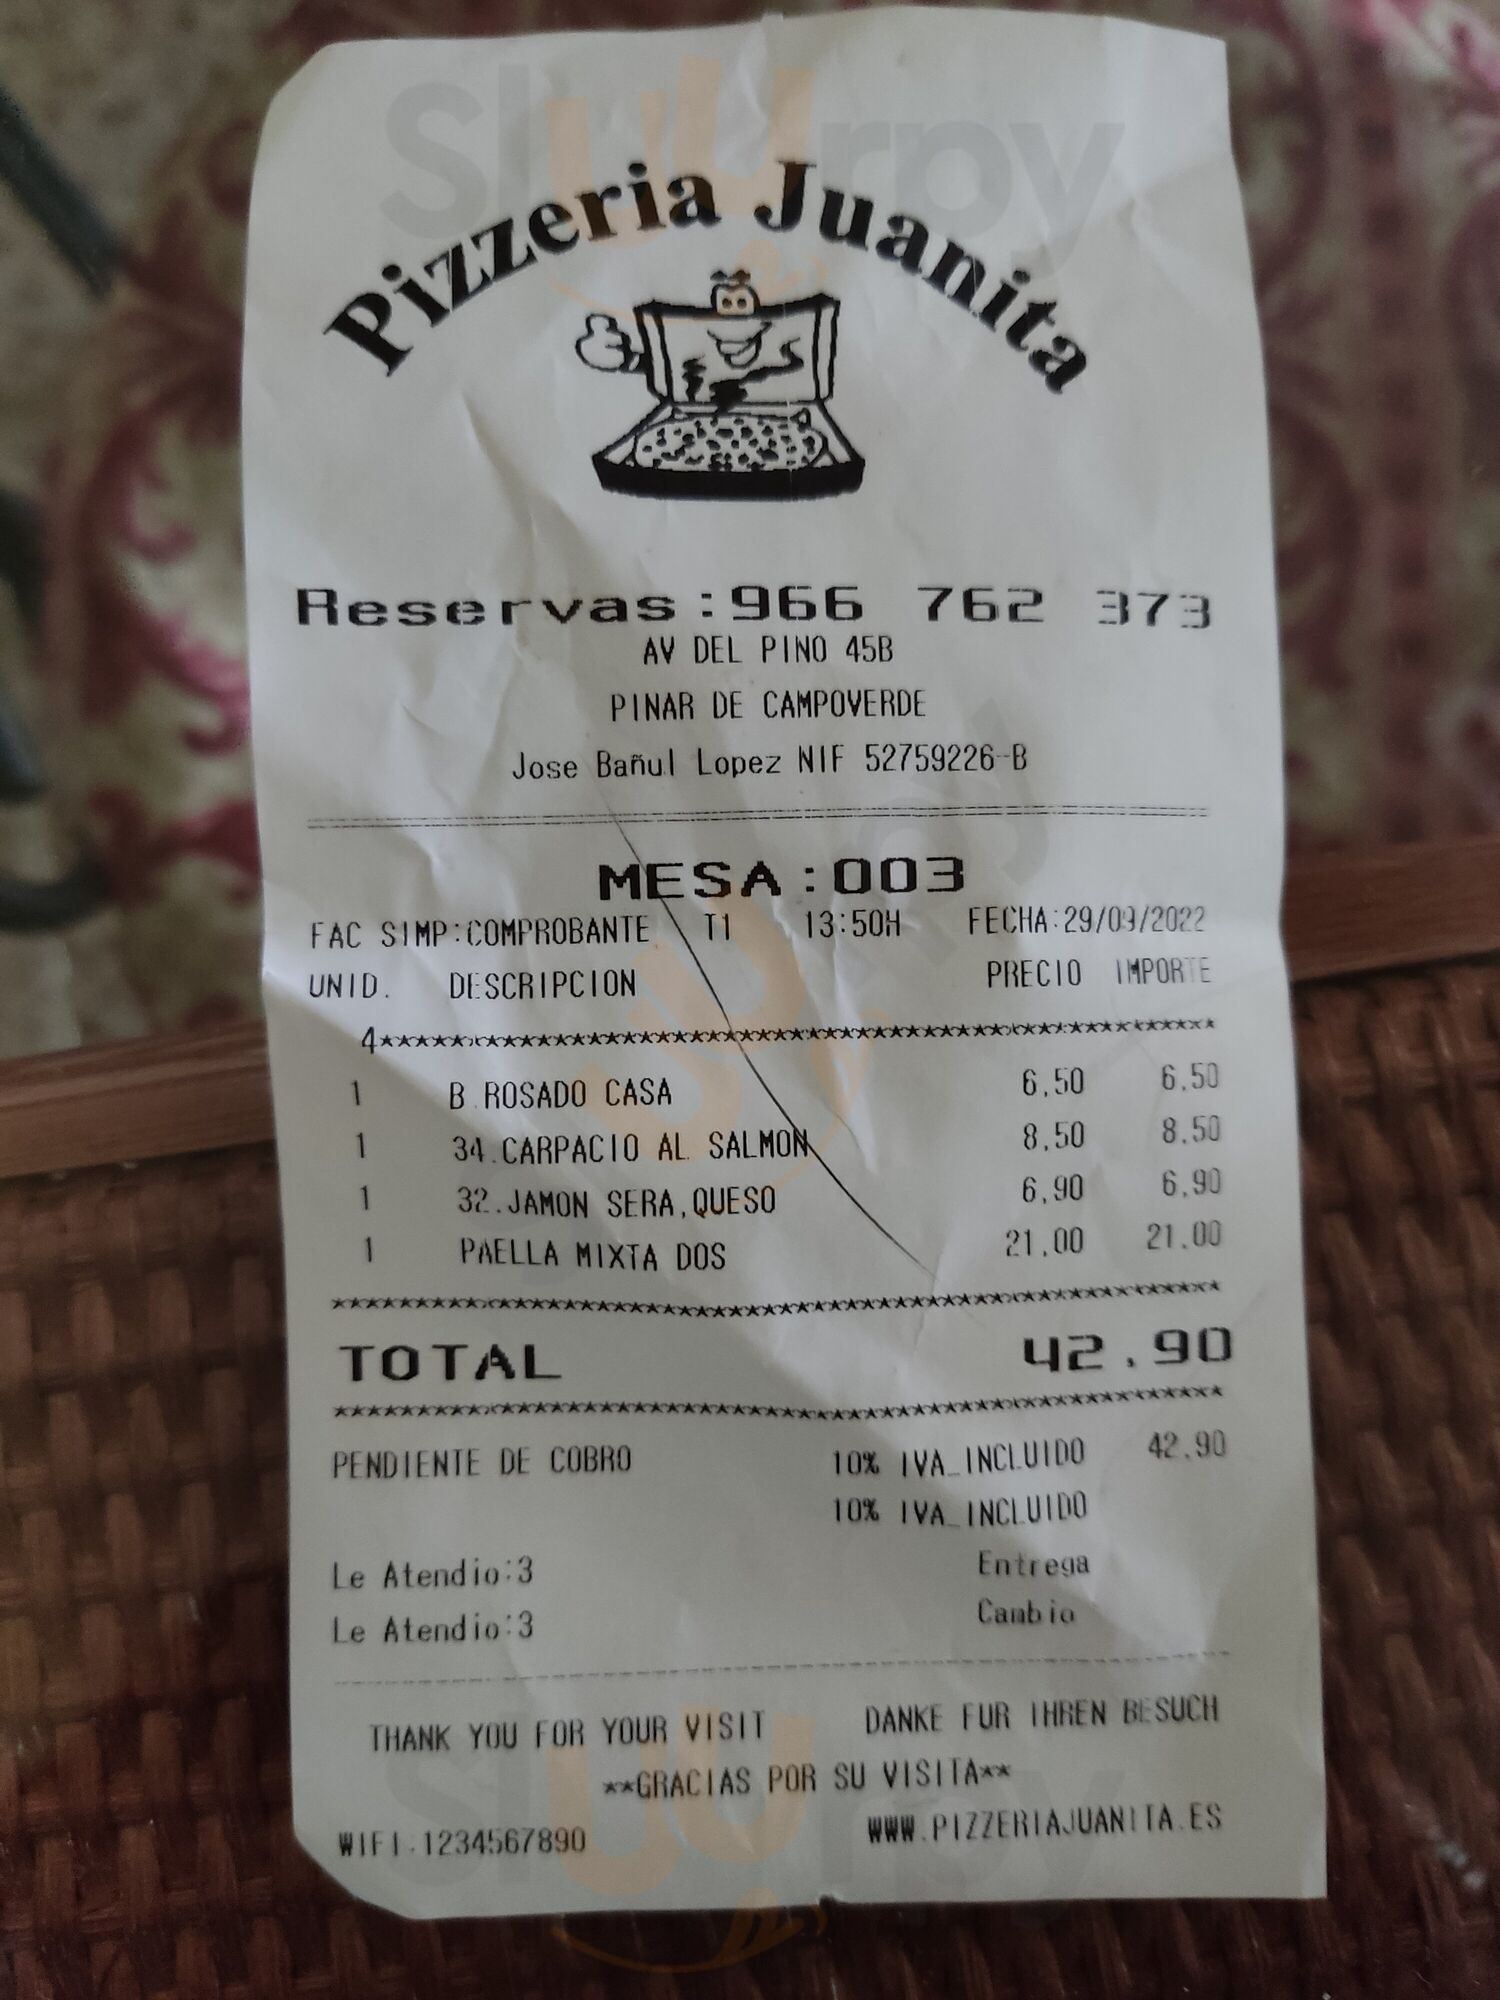 Slurpy
Pizzeria Juanita
Reservas:966 762 373
AV DEL PINO 45B
PINAR DE CAMPOVERDE
Jose Bañul Lopez NIF 52759226-B
MESA:003
FAC SIMP:COMPROBANTE T1 13:50H FECHA:29/09/2022
UNID. DESCRIPCION PRECIO IMPORTE
4************************************************
1 B.ROSADO CASA 6,50 6,50
1 34.CARPACIO AL SALMON 8,50 8,50
1 32.JAMON SERA,QUESO 6,90 6,90
1 PAELLA MIXTA DOS 21,00 21,00
**************************************************
TOTAL 42,90
**************************************************
PENDIENTE DE COBRO 10% IVA_INCLUIDO 42,90
10% IVA_INCLUIDO
Le Atendio:3 Entrega
Le Atendio:3 Cambio
THANK YOU FOR YOUR VISIT DANKE FUR IHREN BESUCH
**GRACIAS POR SU VISITA**
WIFI.1234567890 WWW.PIZZERIAJUANITA.ES
Slurpy